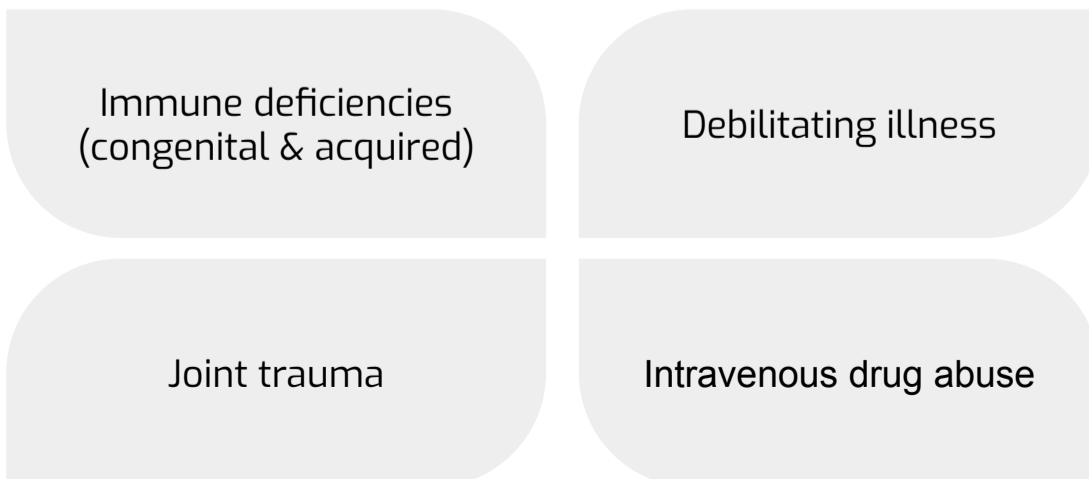 Immune deficiencies
(congenital & acquired)
Debilitating illness
Joint trauma
Intravenous drug abuse